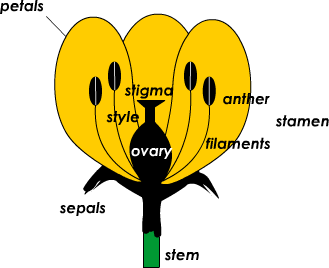 petals
stigma
anther
style
stamen
ovary
filaments
sepals
stem